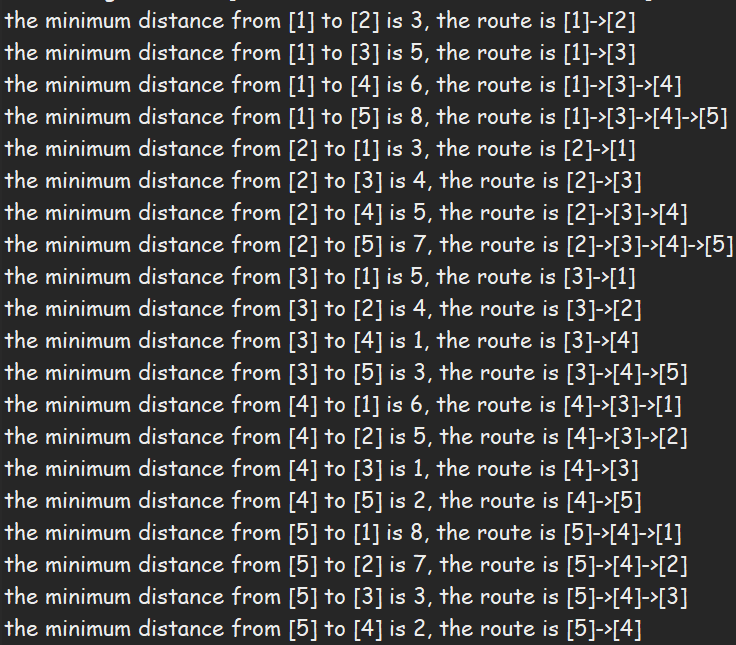 the minimum distance from [1] to [2] is 3, the route is [1]->[2]
the minimum distance from [1] to [3] is 5, the route is [1]->[3]
the minimum distance from [1] to [4] is 6, the route is [1]->[3]->[4]
the minimum distance from [1] to [5] is 8, the route is [1]->[3]->[4]->[5]
the minimum distance from [2] to [1] is 3, the route is [2]->[1]
the minimum distance from [2] to [3] is 4, the route is [2]->[3]
the minimum distance from [2] to [4] is 5, the route is [2]->[3]->[4]
the minimum distance from [2] to [5] is 7, the route is [2]->[3]->[4]->[5]
the minimum distance from [3] to [1] is 5, the route is [3]->[1]
the minimum distance from [3] to [2] is 4, the route is [3]->[2]
the minimum distance from [3] to [4] is 1, the route is [3]->[4]
the minimum distance from [3] to [5] is 3, the route is [3]->[4]->[5]
the minimum distance from [4] to [1] is 6, the route is [4]->[3]->[1]
the minimum distance from [4] to [2] is 5, the route is [4]->[3]->[2]
the minimum distance from [4] to [3] is 1, the route is [4]->[3]
the minimum distance from [4] to [5] is 2, the route is [4]->[5]
the minimum distance from [5] to [1] is 8, the route is [5]->[4]->[1]
the minimum distance from [5] to [2] is 7, the route is [5]->[4]->[2]
the minimum distance from [5] to [3] is 3, the route is [5]->[4]->[3]
the minimum distance from [5] to [4] is 2, the route is [5]->[4]